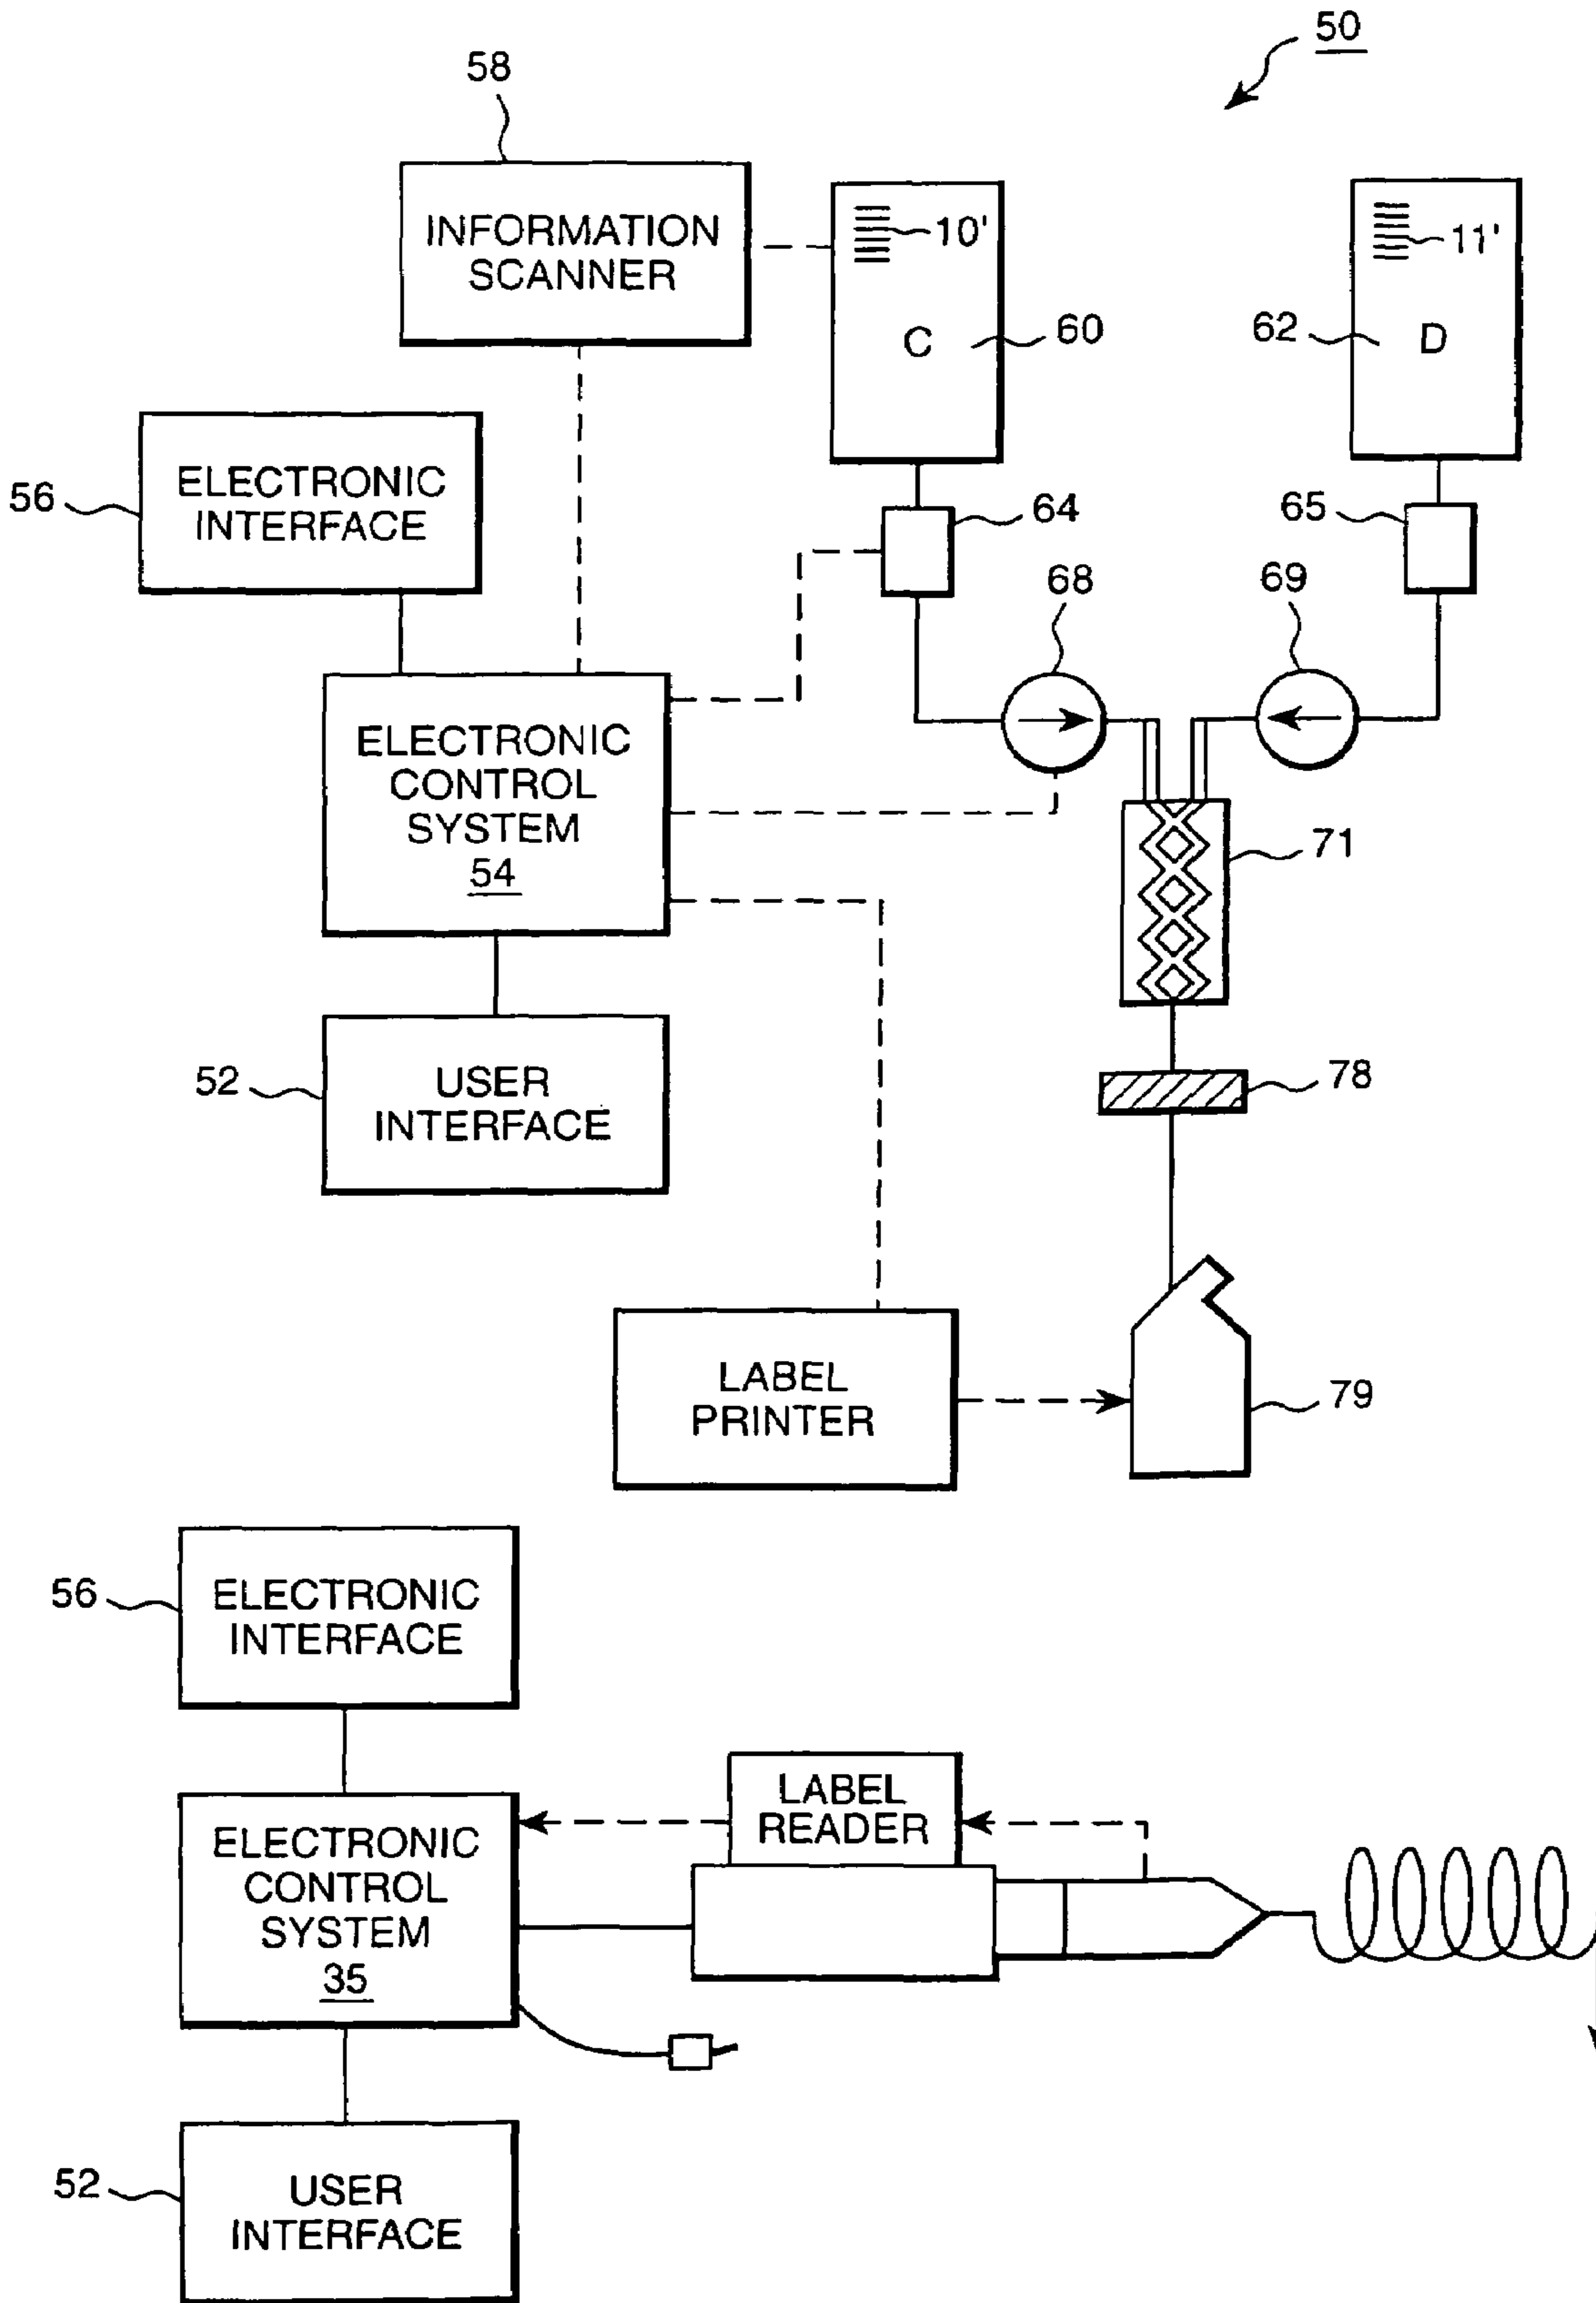 50
58
INFORMATION
SCANNER
10'
11'
C
60
62
D
56
ELECTRONIC
INTERFACE
64
65
68
69
ELECTRONIC
CONTROL
SYSTEM
54
71
52
USER
INTERFACE
78
LABEL
PRINTER
79
56
ELECTRONIC
INTERFACE
LABEL
READER
ELECTRONIC
CONTROL
SYSTEM
35
52
USER
INTERFACE